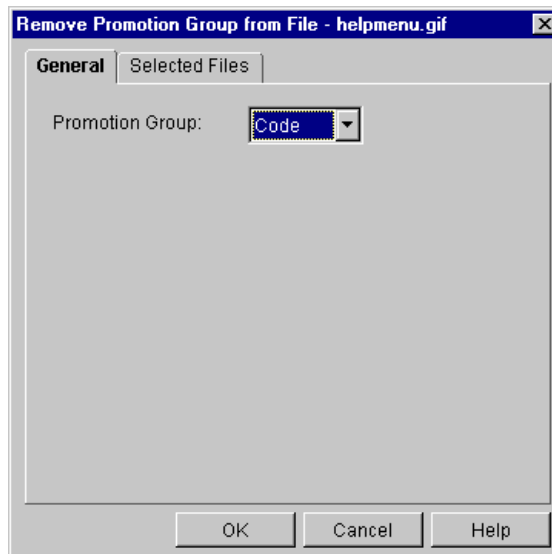 Remove Promotion Group from File - helpmenu.gif
General Selected Files
Promotion Group: Code
OK Cancel Help